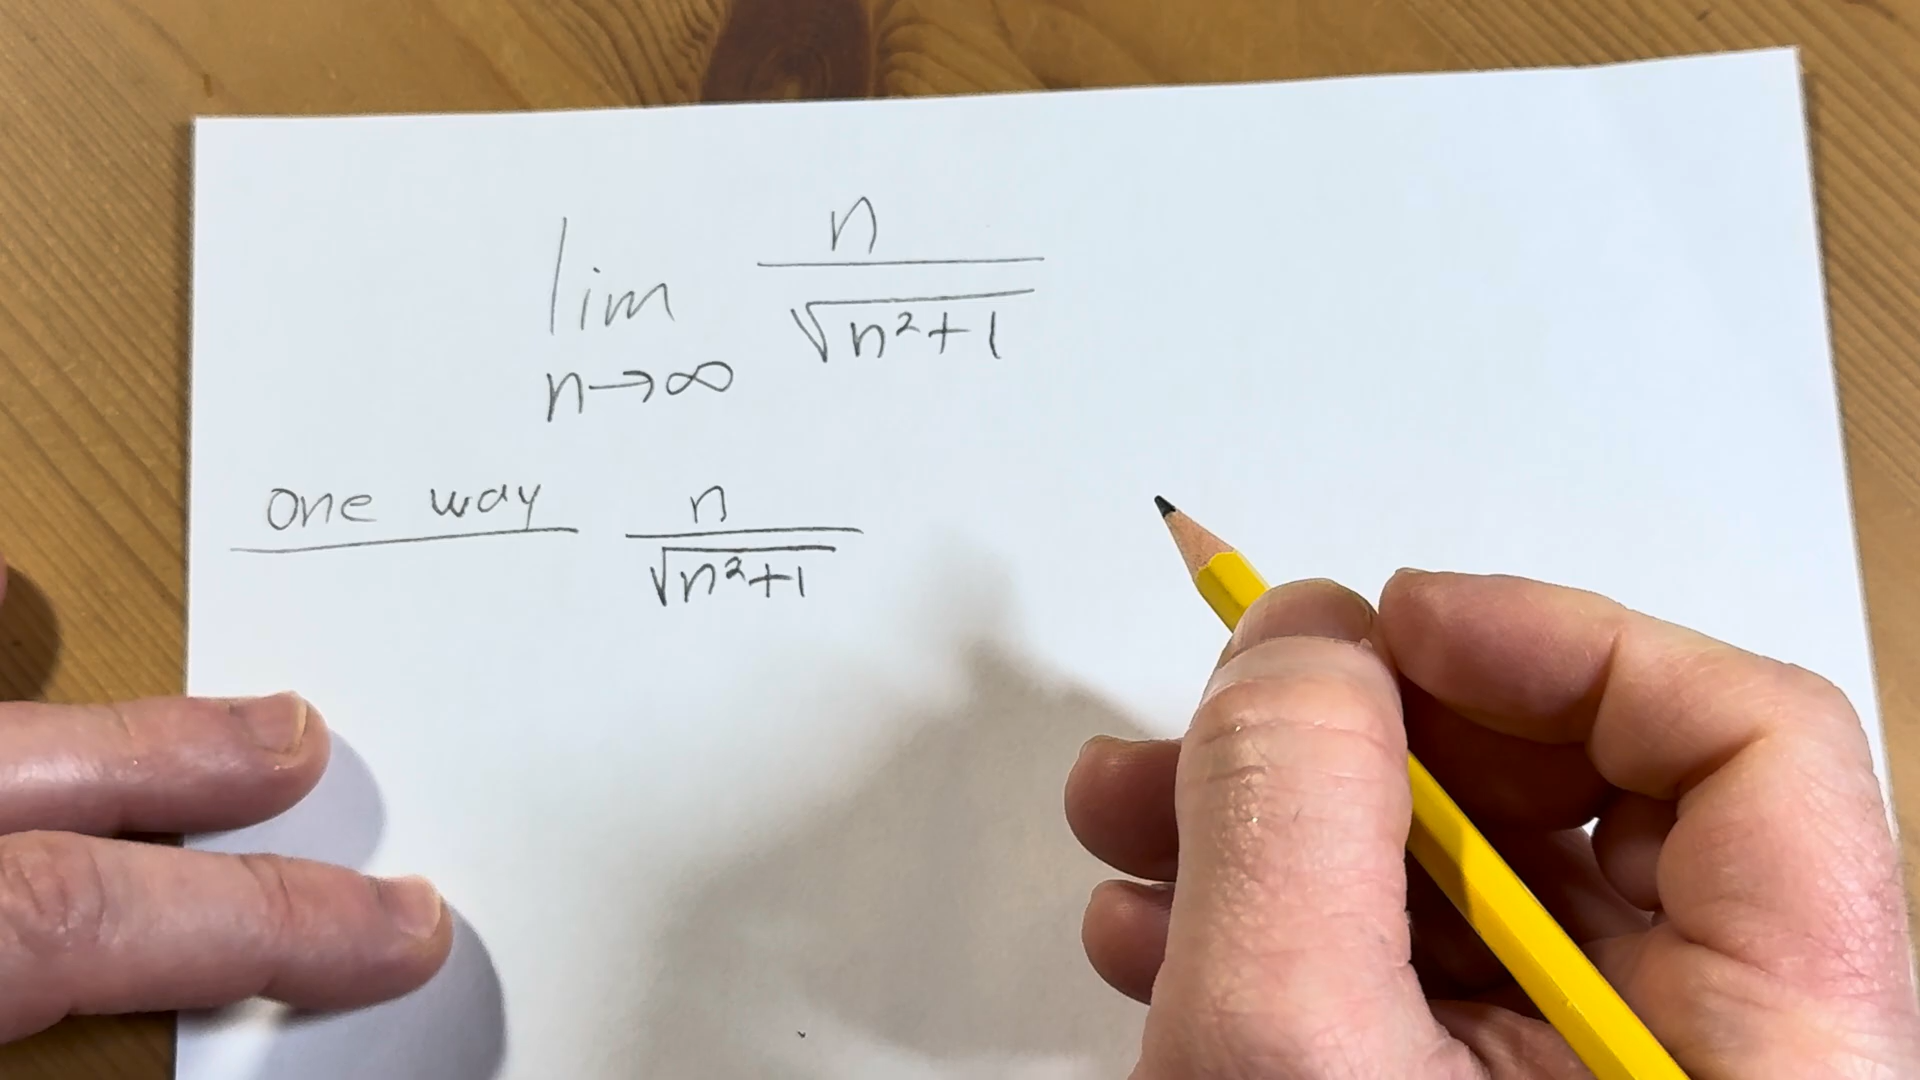 lim n→∞ n / √(n²+1)
one way n / √(n²+1)